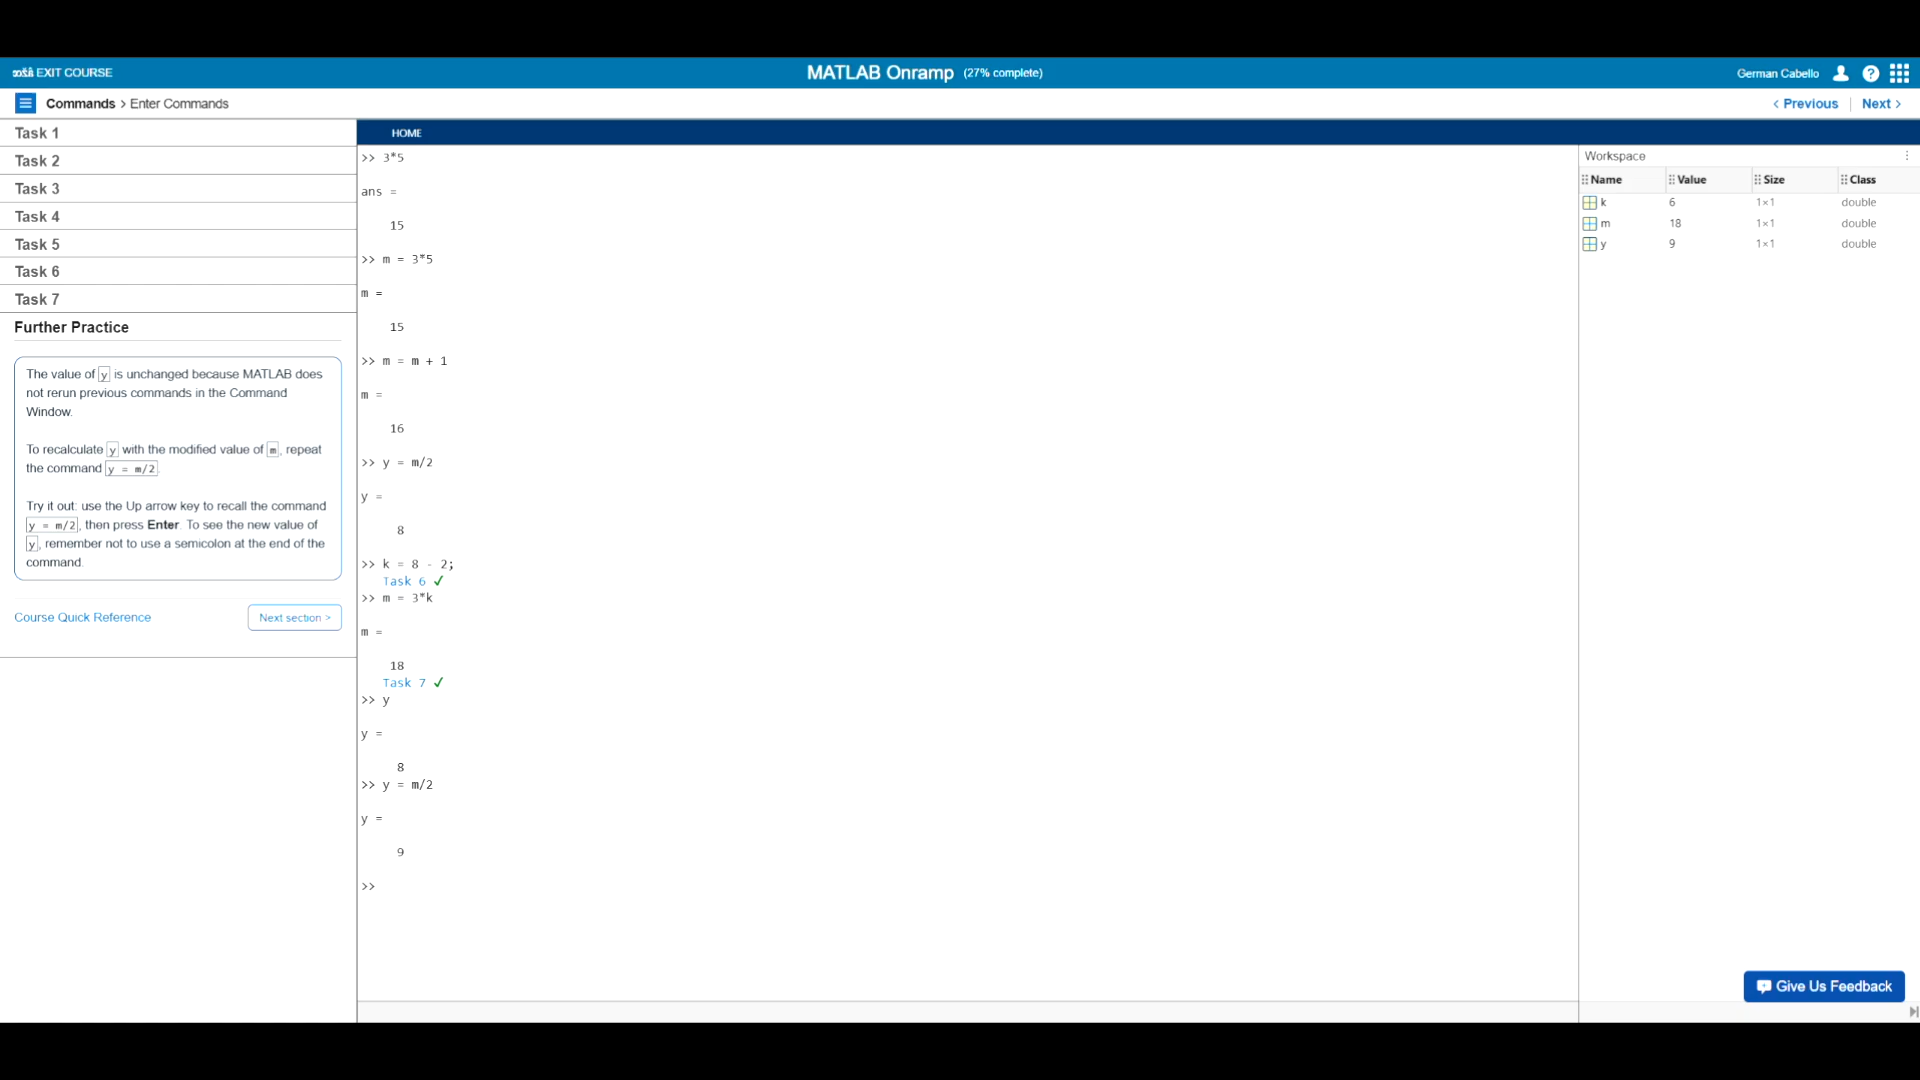 EXIT COURSE
MATLAB Onramp (27% complete)
German Cabello
?
Commands > Enter Commands
< Previous | Next >
Task 1
Task 2
Task 3
Task 4
Task 5
Task 6
Task 7
Further Practice
The value of y is unchanged because MATLAB does
not rerun previous commands in the Command
Window.
To recalculate y with the modified value of m, repeat
the command y = m/2.
Try it out: use the Up arrow key to recall the command
y = m/2, then press Enter. To see the new value of
y, remember not to use a semicolon at the end of the
command.
Course Quick Reference
Next section >
HOME
>> 3*5
ans =
15
>> m = 3*5
m =
15
>> m = m + 1
m =
16
>> y = m/2
y =
8
>> k = 8 - 2;
Task 6 ✓
>> m = 3*k
m =
18
Task 7 ✓
>> y
y =
8
>> y = m/2
y =
9
>>
Workspace
Name Value Size Class
k 6 1×1 double
m 18 1×1 double
y 9 1×1 double
Give Us Feedback